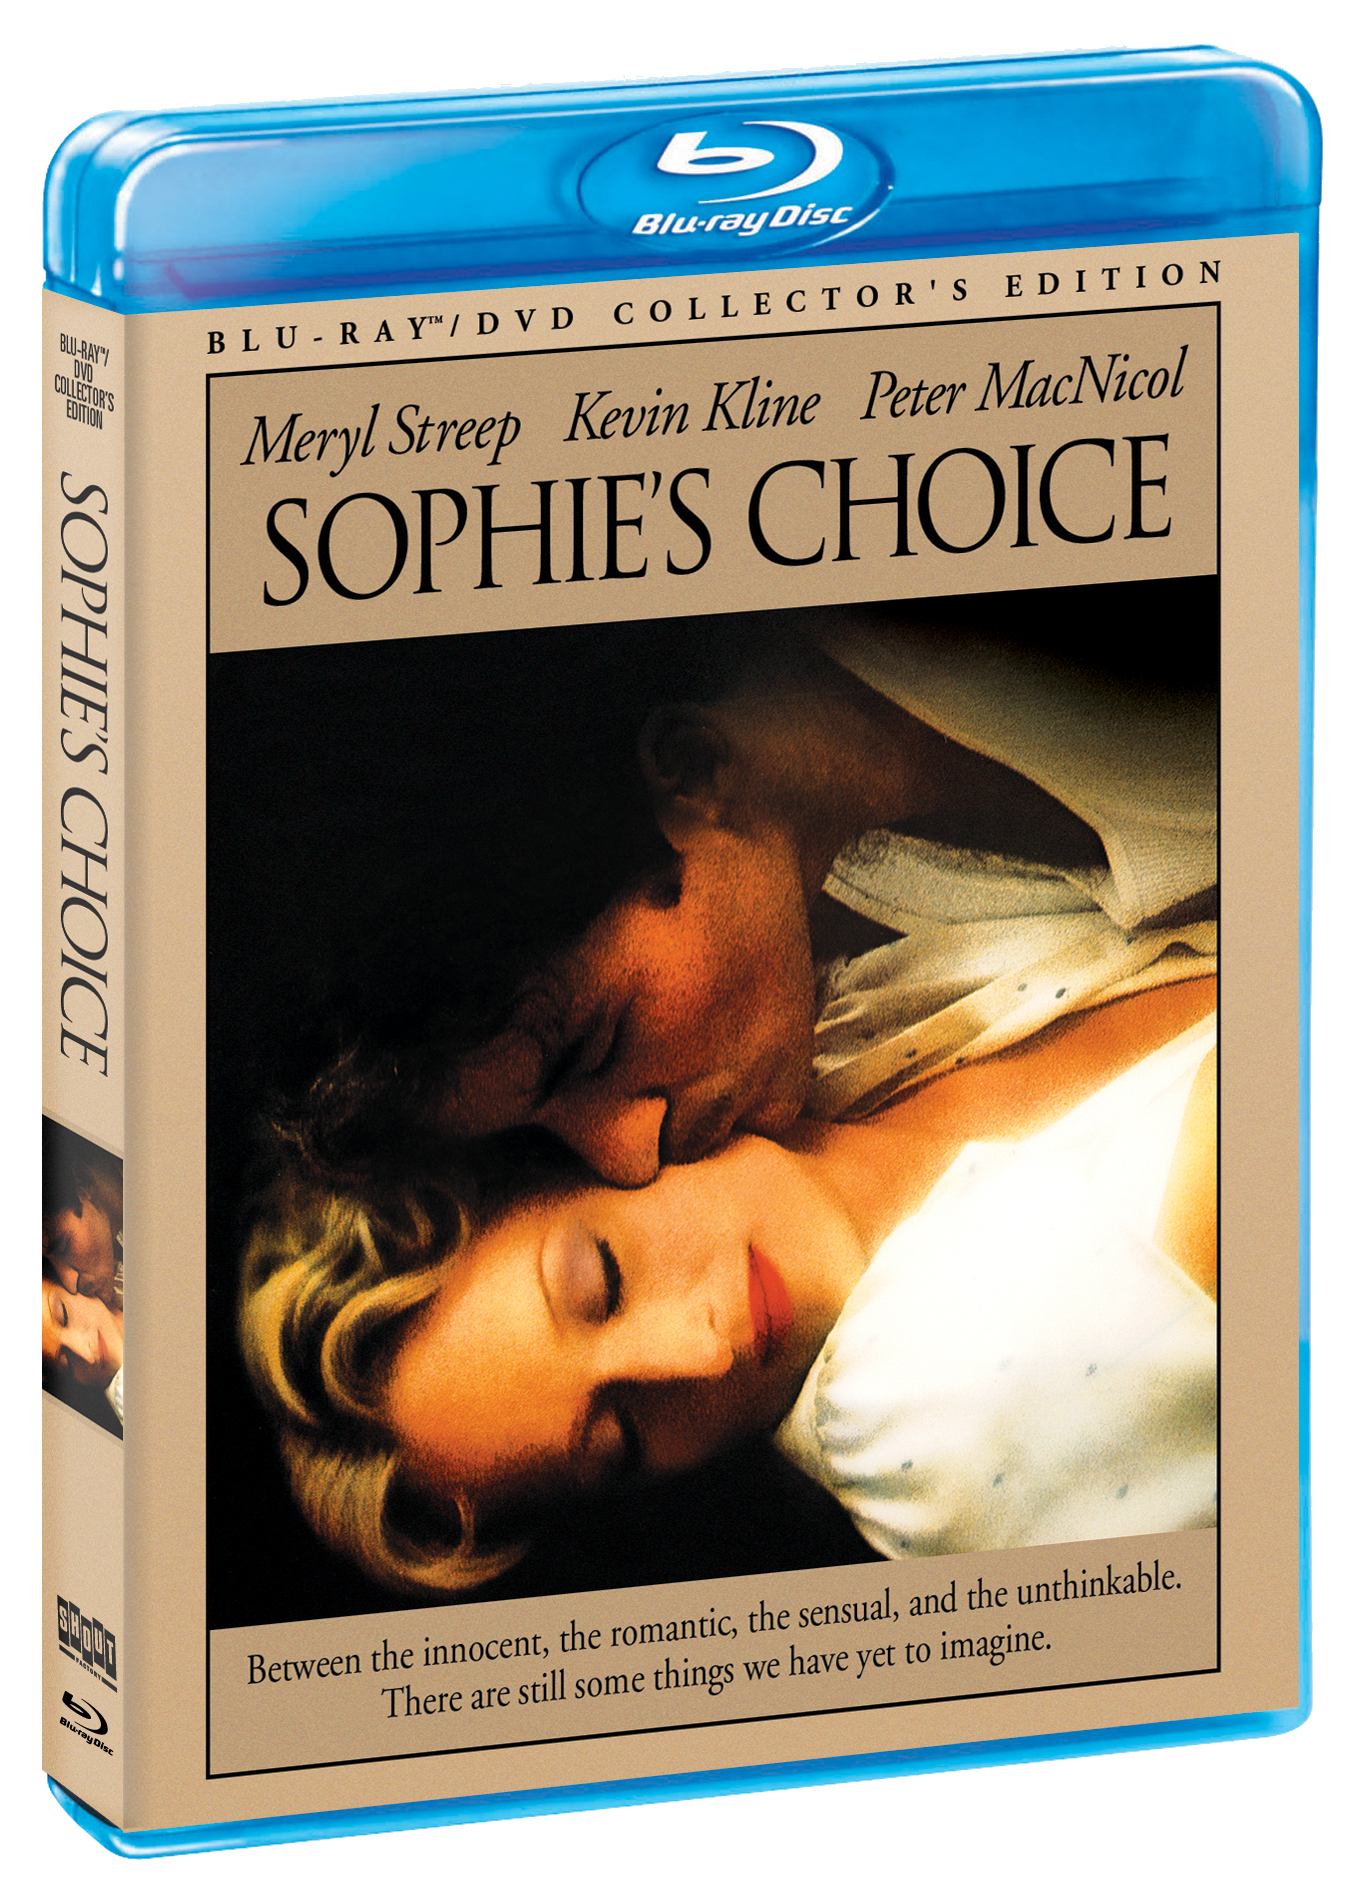 Blu-ray Disc
BLU-RAY™/DVD COLLECTOR'S EDITION
Meryl Streep Kevin Kline Peter MacNicol
SOPHIE'S CHOICE
Between the innocent, the romantic, the sensual, and the unthinkable.
There are still some things we have yet to imagine.
BLU-RAY™/
DVD
COLLECTOR'S
EDITION
SOPHIE'S CHOICE
SHOUT
FACTORY
Blu-ray Disc